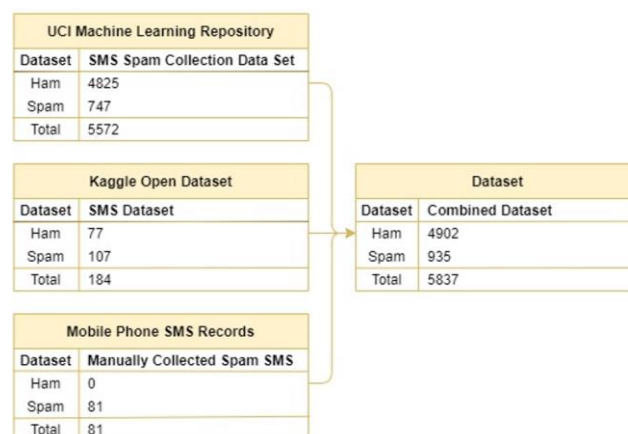 UCI Machine Learning Repository
Dataset SMS Spam Collection Data Set
Ham 4825
Spam 747
Total 5572
Kaggle Open Dataset
Dataset SMS Dataset
Ham 77
Spam 107
Total 184
Mobile Phone SMS Records
Dataset Manually Collected Spam SMS
Ham 0
Spam 81
Total 81
Dataset
Dataset Combined Dataset
Ham 4902
Spam 935
Total 5837